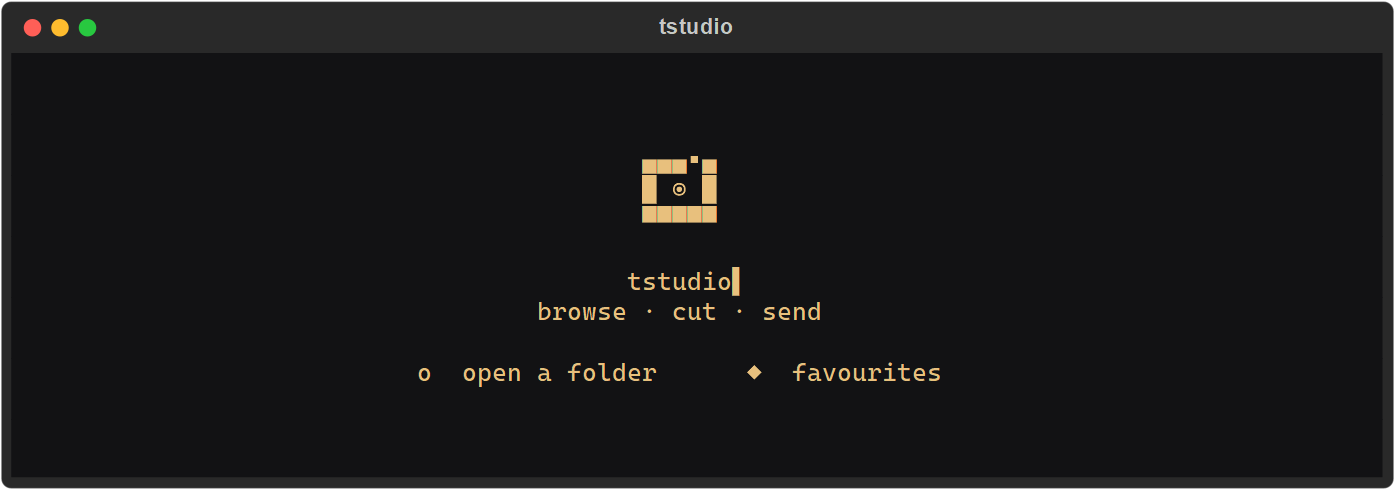 tstudio
tstudio
browse · cut · send
o  open a folder      ◆  favourites